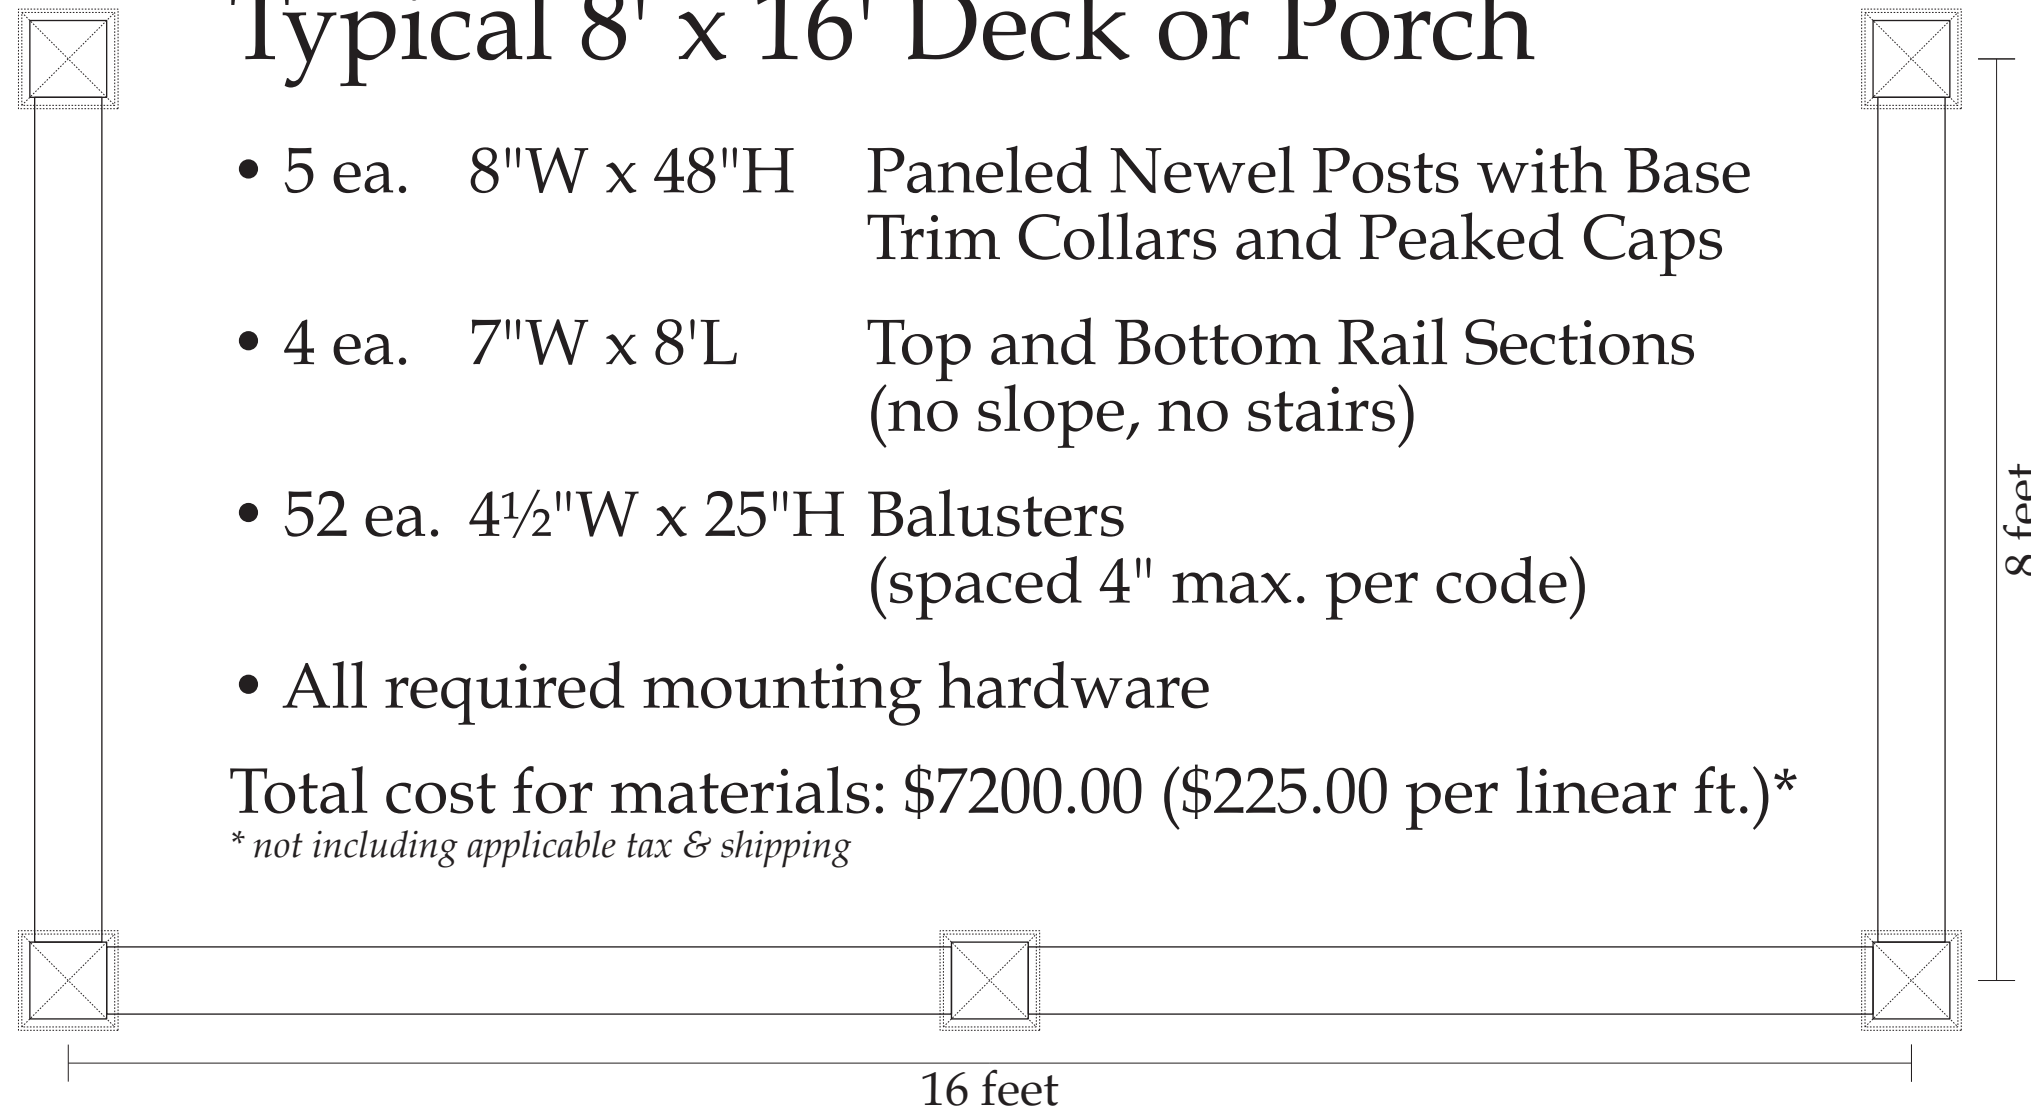 Typical 8' x 16' Deck or Porch
• 5 ea. 8"W x 48"H Paneled Newel Posts with Base
Trim Collars and Peaked Caps
• 4 ea. 7"W x 8'L Top and Bottom Rail Sections
(no slope, no stairs)
• 52 ea. 4½"W x 25"H Balusters
(spaced 4" max. per code)
• All required mounting hardware
Total cost for materials: $7200.00 ($225.00 per linear ft.)*
* not including applicable tax & shipping
8 feet
16 feet